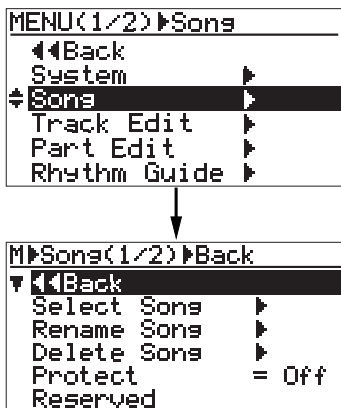 MENU(1/2)▶Song
◀◀Back
System ▶
Song ▶
Track Edit ▶
Part Edit ▶
Rhythm Guide ▶
M▶Song(1/2)▶Back
◀◀Back
Select Song ▶
Rename Song ▶
Delete Song ▶
Protect = Off
Reserved